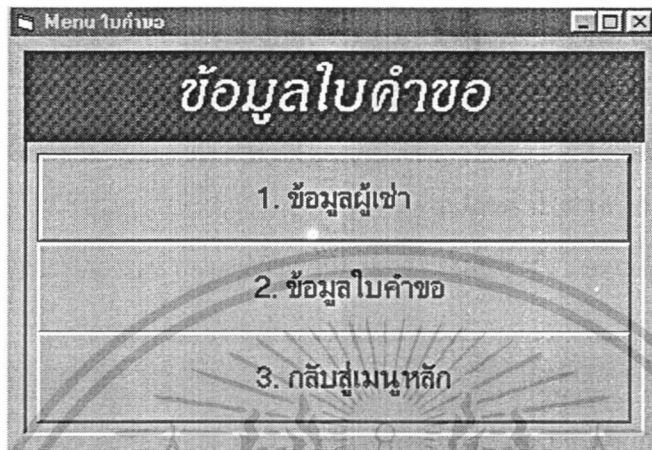 Menu ใบคำขอ
ข้อมูลใบคำขอ
1. ข้อมูลผู้เช่า
2. ข้อมูลใบคำขอ
3. กลับสู่เมนูหลัก